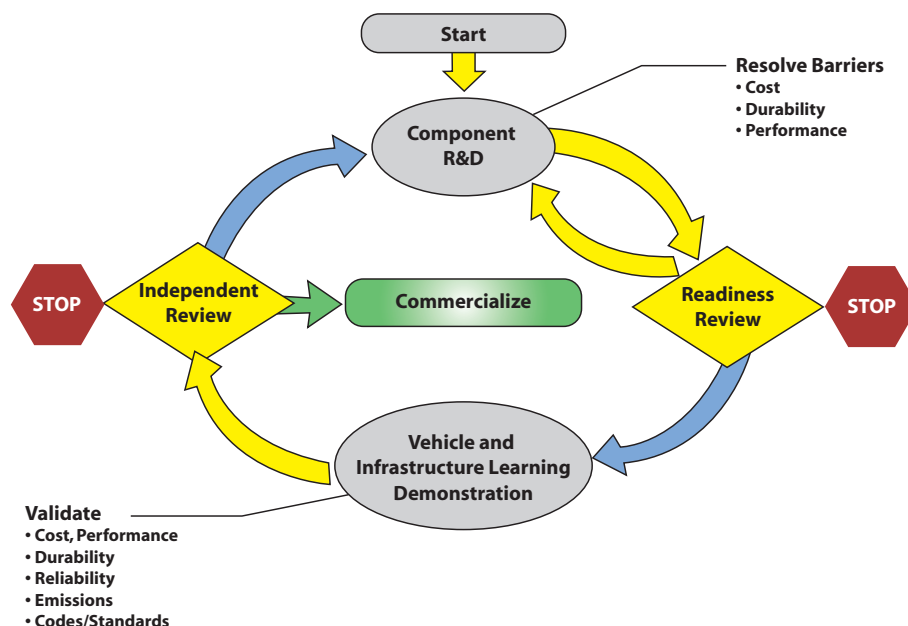 Start
Resolve Barriers
• Cost
• Durability
• Performance
Component
R&D
STOP
Independent
Review
Commercialize
Readiness
Review
STOP
Vehicle and
Infrastructure Learning
Demonstration
Validate
• Cost, Performance
• Durability
• Reliability
• Emissions
• Codes/Standards